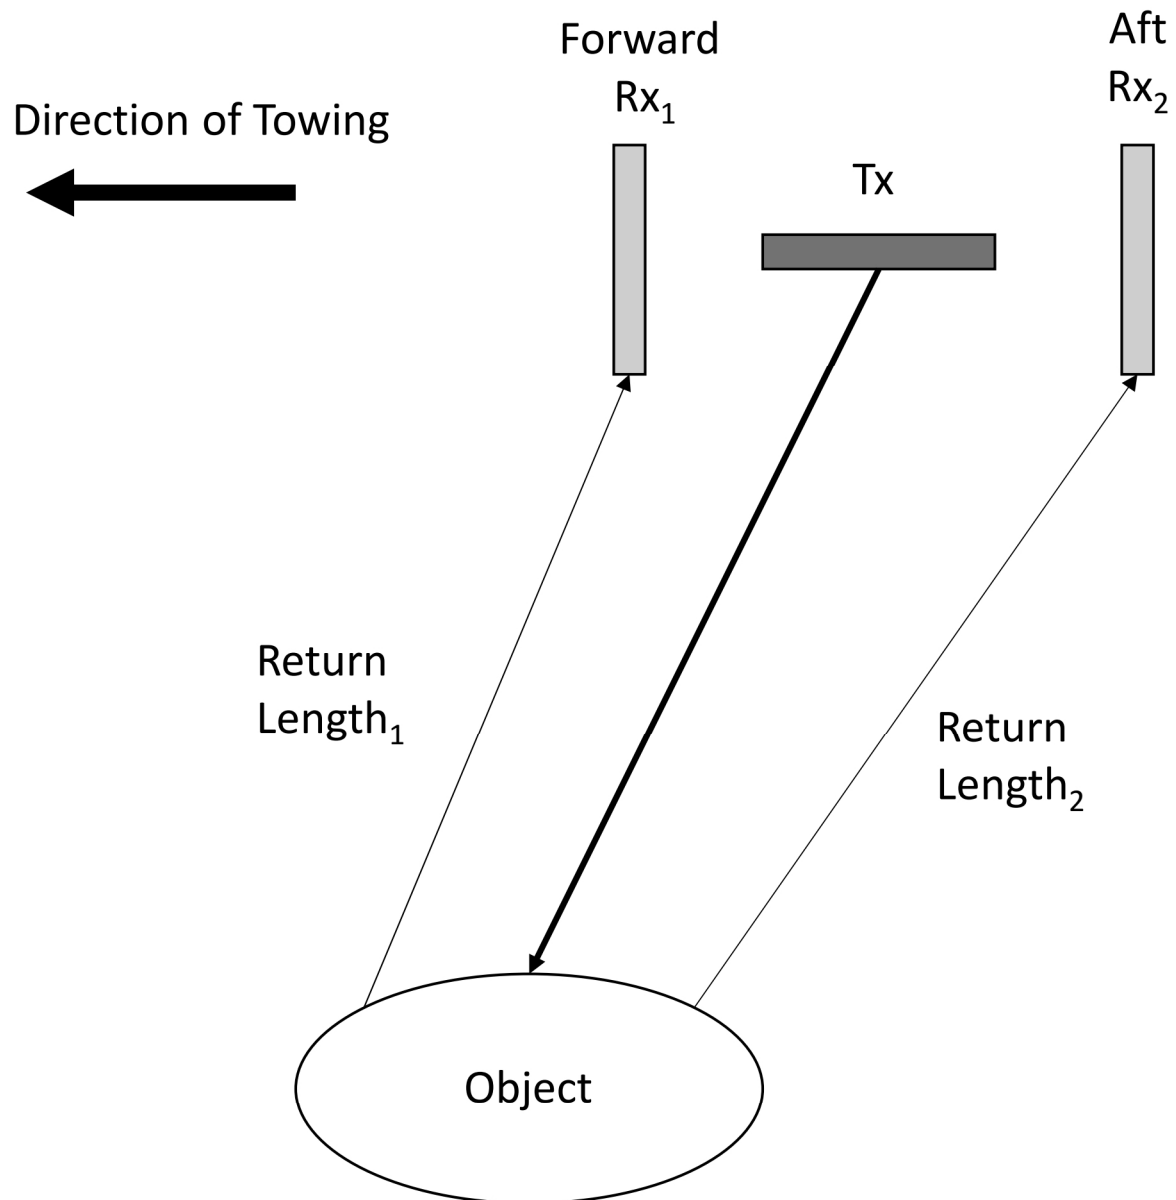 Forward
Rx₁
Aft
Rx₂
Direction of Towing
Tx
Return
Length₁
Return
Length₂
Object